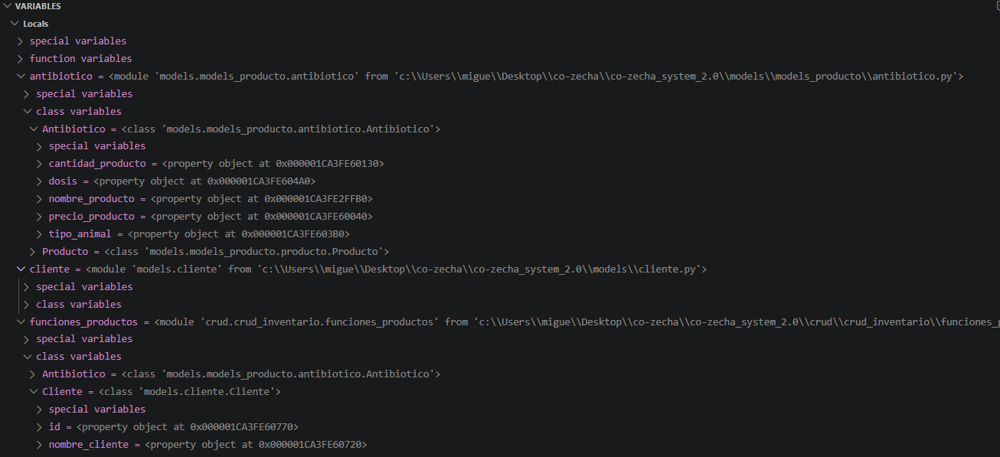 VARIABLES
Locals
special variables
function variables
antibiotico = <module 'models.models_producto.antibiotico' from 'c:\\Users\\migue\\Desktop\\co-zecha\\co-zecha_system_2.0\\models\\models_producto\\antibiotico.py'>
special variables
class variables
Antibiotico = <class 'models.models_producto.antibiotico.Antibiotico'>
special variables
cantidad_producto = <property object at 0x000001CA3FE60130>
dosis = <property object at 0x000001CA3FE604A0>
nombre_producto = <property object at 0x000001CA3FE2FFB0>
precio_producto = <property object at 0x000001CA3FE60040>
tipo_animal = <property object at 0x000001CA3FE603B0>
Producto = <class 'models.models_producto.producto.Producto'>
cliente = <module 'models.cliente' from 'c:\\Users\\migue\\Desktop\\co-zecha\\co-zecha_system_2.0\\models\\cliente.py'>
special variables
class variables
funciones_productos = <module 'crud.crud_inventario.funciones_productos' from 'c:\\Users\\migue\\Desktop\\co-zecha\\co-zecha_system_2.0\\crud\\crud_inventario\\funciones_
special variables
class variables
Antibiotico = <class 'models.models_producto.antibiotico.Antibiotico'>
Cliente = <class 'models.cliente.Cliente'>
special variables
id = <property object at 0x000001CA3FE60770>
nombre_cliente = <property object at 0x000001CA3FE60720>